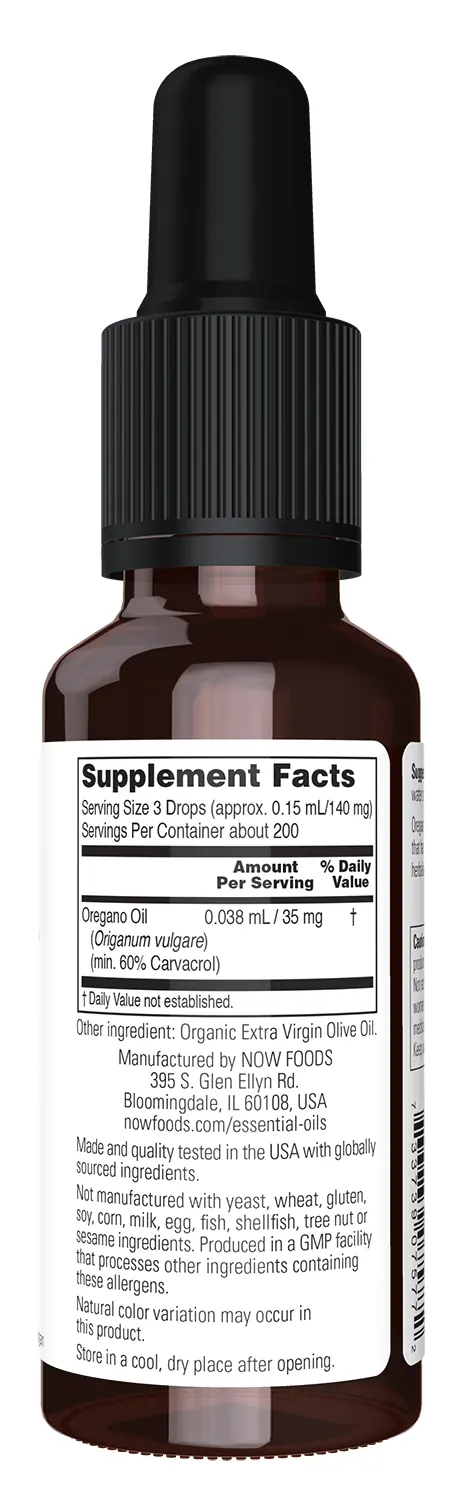 Supplement Facts
Serving Size 3 Drops (approx. 0.15 mL/140 mg)
Servings Per Container about 200
Amount Per Serving % Daily Value
Oregano Oil 0.038 mL / 35 mg †
(Origanum vulgare)
(min. 60% Carvacrol)
† Daily Value not established.
Other ingredient: Organic Extra Virgin Olive Oil.
Manufactured by NOW FOODS
395 S. Glen Ellyn Rd.
Bloomingdale, IL 60108, USA
nowfoods.com/essential-oils
Made and quality tested in the USA with globally
sourced ingredients.
Not manufactured with yeast, wheat, gluten,
soy, corn, milk, egg, fish, shellfish, tree nut or
sesame ingredients. Produced in a GMP facility
that processes other ingredients containing
these allergens.
Natural color variation may occur in
this product.
Store in a cool, dry place after opening.
7 33739 07577 2